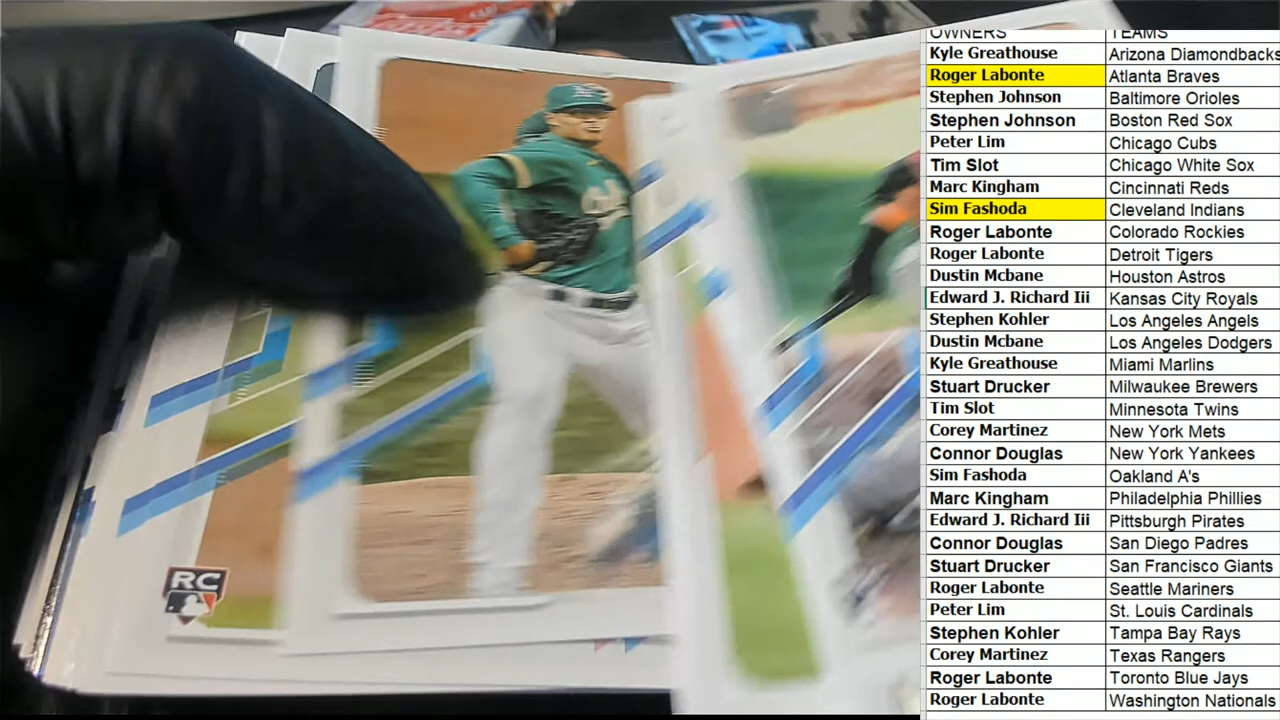 OWNERS TEAMS
Kyle Greathouse Arizona Diamondbacks
Roger Labonte Atlanta Braves
Stephen Johnson Baltimore Orioles
Stephen Johnson Boston Red Sox
Peter Lim Chicago Cubs
Tim Slot Chicago White Sox
Marc Kingham Cincinnati Reds
Sim Fashoda Cleveland Indians
Roger Labonte Colorado Rockies
Roger Labonte Detroit Tigers
Dustin Mcbane Houston Astros
Edward J. Richard Iii Kansas City Royals
Stephen Kohler Los Angeles Angels
Dustin Mcbane Los Angeles Dodgers
Kyle Greathouse Miami Marlins
Stuart Drucker Milwaukee Brewers
Tim Slot Minnesota Twins
Corey Martinez New York Mets
Connor Douglas New York Yankees
Sim Fashoda Oakland A's
Marc Kingham Philadelphia Phillies
Edward J. Richard Iii Pittsburgh Pirates
Connor Douglas San Diego Padres
Stuart Drucker San Francisco Giants
Roger Labonte Seattle Mariners
Peter Lim St. Louis Cardinals
Stephen Kohler Tampa Bay Rays
Corey Martinez Texas Rangers
Roger Labonte Toronto Blue Jays
Roger Labonte Washington Nationals
RC